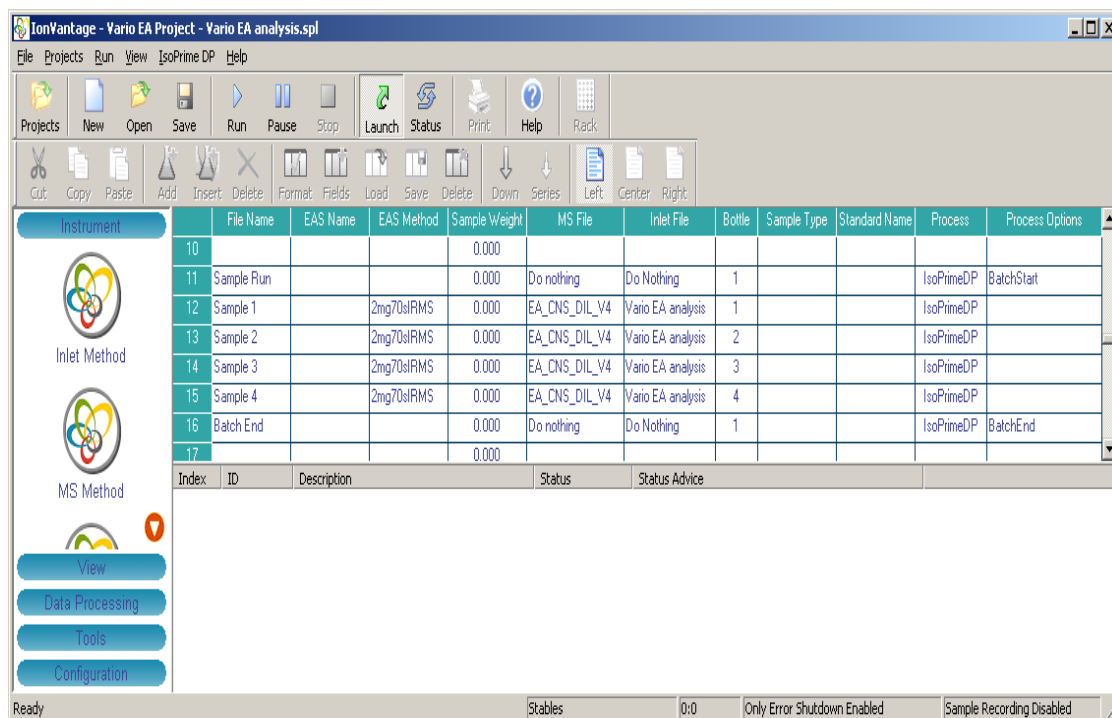 IonVantage - Vario EA Project - Vario EA analysis.spl
File Projects Run View IsoPrime DP Help
Projects New Open Save Run Pause Stop Launch Status Print Help Rack
Cut Copy Paste Add Insert Delete Format Fields Load Save Delete Down Series Left Center Right
Instrument
Inlet Method
MS Method
View
Data Processing
Tools
Configuration
File Name EAS Name EAS Method Sample Weight MS File Inlet File Bottle Sample Type Standard Name Process Process Options
10 0.000
11 Sample Run 0.000 Do nothing Do Nothing 1 IsoPrimeDP BatchStart
12 Sample 1 2mg70sIRMS 0.000 EA_CNS_DIL_V4 Vario EA analysis 1 IsoPrimeDP
13 Sample 2 2mg70sIRMS 0.000 EA_CNS_DIL_V4 Vario EA analysis 2 IsoPrimeDP
14 Sample 3 2mg70sIRMS 0.000 EA_CNS_DIL_V4 Vario EA analysis 3 IsoPrimeDP
15 Sample 4 2mg70sIRMS 0.000 EA_CNS_DIL_V4 Vario EA analysis 4 IsoPrimeDP
16 Batch End 0.000 Do nothing Do Nothing 1 IsoPrimeDP BatchEnd
17 0.000
Index ID Description Status Status Advice
Ready Stables 0:0 Only Error Shutdown Enabled Sample Recording Disabled